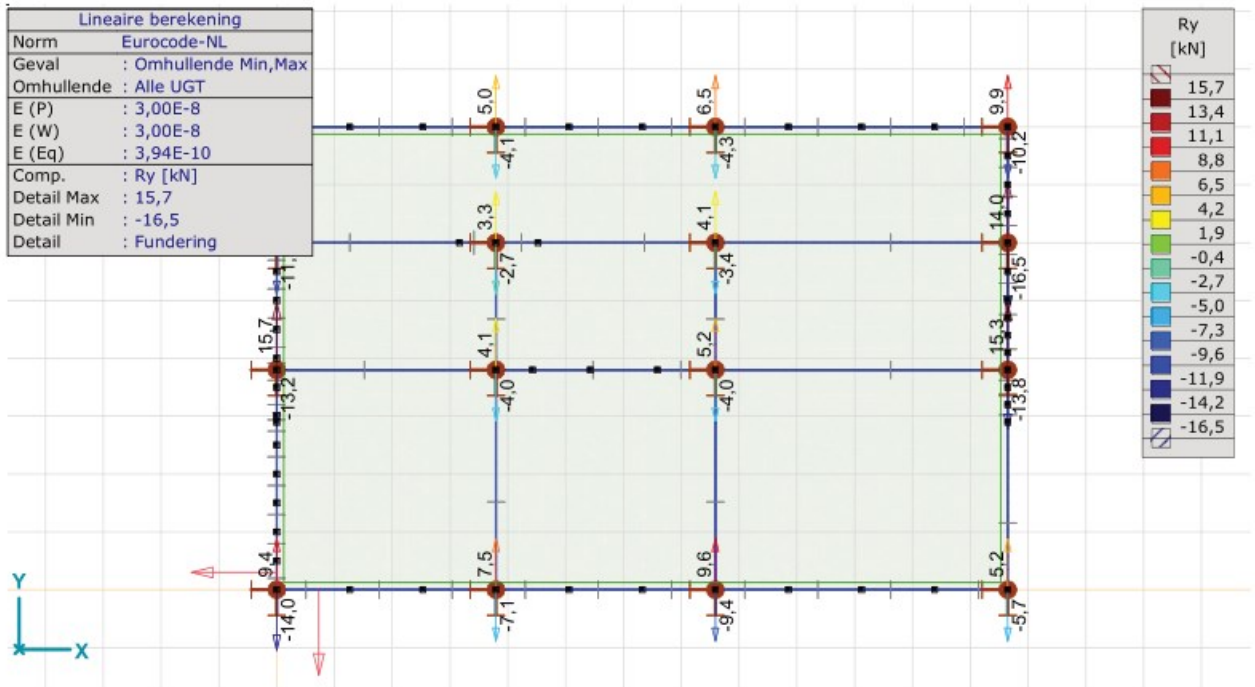 Lineaire berekening
Norm Eurocode-NL
Geval : Omhullende Min,Max
Omhullende : Alle UGT
E (P) : 3,00E-8
E (W) : 3,00E-8
E (Eq) : 3,94E-10
Comp. : Ry [kN]
Detail Max : 15,7
Detail Min : -16,5
Detail : Fundering
Ry
[kN]
15,7
13,4
11,1
8,8
6,5
4,2
1,9
-0,4
-2,7
-5,0
-7,3
-9,6
-11,9
-14,2
-16,5
5,0
-4,1
6,5
-4,3
9,9
-10,2
3,3
-2,7
4,1
-3,4
14,0
-16,5
15,7
-13,2
4,1
-4,0
5,2
-4,0
15,3
-13,8
9,4
-14,0
7,5
-7,1
9,6
-9,4
5,2
-5,7
Y
X